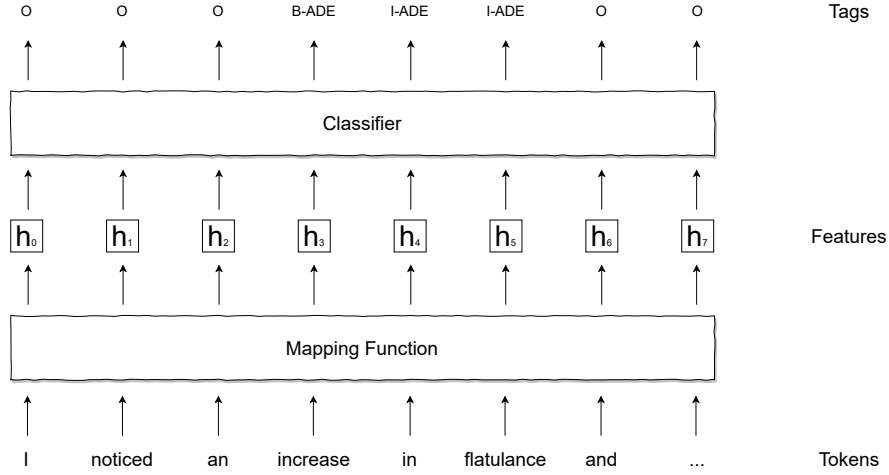 O O O B-ADE I-ADE I-ADE O O Tags
Classifier
h₀ h₁ h₂ h₃ h₄ h₅ h₆ h₇ Features
Mapping Function
I noticed an increase in flatulance and ... Tokens